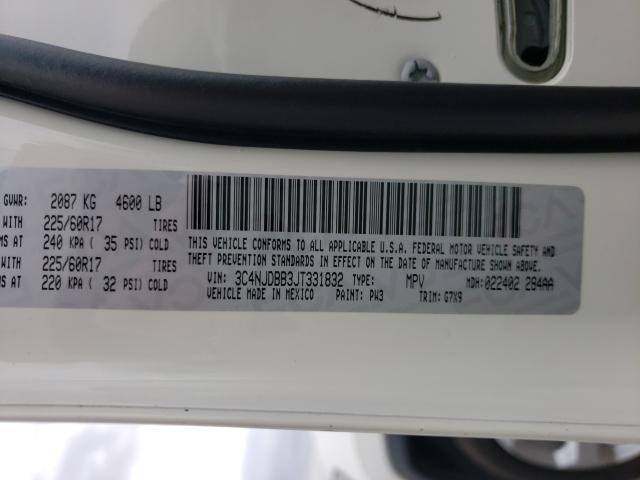 GVWR: 2087 KG 4600 LB
WITH 225/60R17 TIRES
MS AT 240 KPA ( 35 PSI) COLD
WITH 225/60R17 TIRES
MS AT 220 KPA ( 32 PSI) COLD
THIS VEHICLE CONFORMS TO ALL APPLICABLE U.S.A. FEDERAL MOTOR VEHICLE SAFETY AND
THEFT PREVENTION STANDARDS IN EFFECT ON THE DATE OF MANUFACTURE SHOWN ABOVE.
VIN: 3C4NJDBB3JT331832 TYPE: MPV MDH:022402 284AA
VEHICLE MADE IN MEXICO PAINT: PW3 TRIM: G7X9